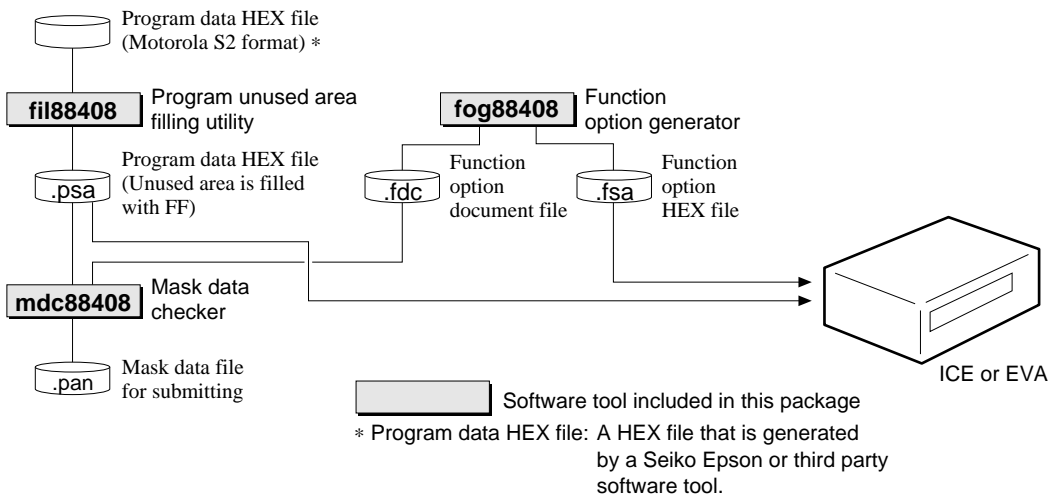 Program data HEX file
(Motorola S2 format) *
fil88408
Program unused area
filling utility
fog88408
Function
option generator
.psa
Program data HEX file
(Unused area is filled
with FF)
.fdc
Function
option
document file
.fsa
Function
option
HEX file
mdc88408
Mask data
checker
.pan
Mask data file
for submitting
ICE or EVA
Software tool included in this package
* Program data HEX file: A HEX file that is generated
by a Seiko Epson or third party
software tool.